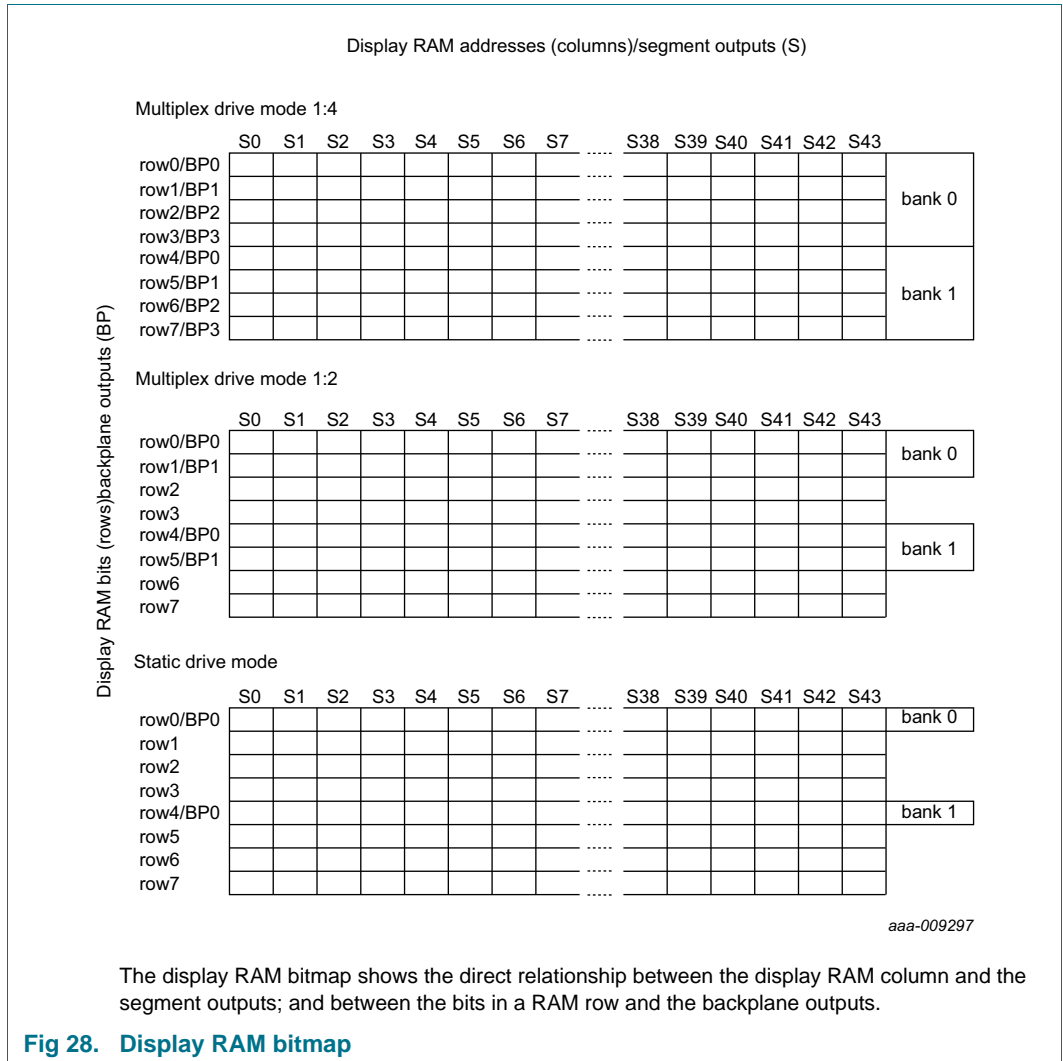 Display RAM addresses (columns)/segment outputs (S)
Display RAM bits (rows)backplane outputs (BP)
Multiplex drive mode 1:4
S0 S1 S2 S3 S4 S5 S6 S7 ..... S38 S39 S40 S41 S42 S43
row0/BP0
row1/BP1
row2/BP2
row3/BP3
bank 0
row4/BP0
row5/BP1
row6/BP2
row7/BP3
bank 1
Multiplex drive mode 1:2
S0 S1 S2 S3 S4 S5 S6 S7 ..... S38 S39 S40 S41 S42 S43
row0/BP0
row1/BP1
bank 0
row2
row3
row4/BP0
row5/BP1
bank 1
row6
row7
Static drive mode
S0 S1 S2 S3 S4 S5 S6 S7 ..... S38 S39 S40 S41 S42 S43
row0/BP0 bank 0
row1
row2
row3
row4/BP0 bank 1
row5
row6
row7
aaa-009297
The display RAM bitmap shows the direct relationship between the display RAM column and the
segment outputs; and between the bits in a RAM row and the backplane outputs.
Fig 28. Display RAM bitmap